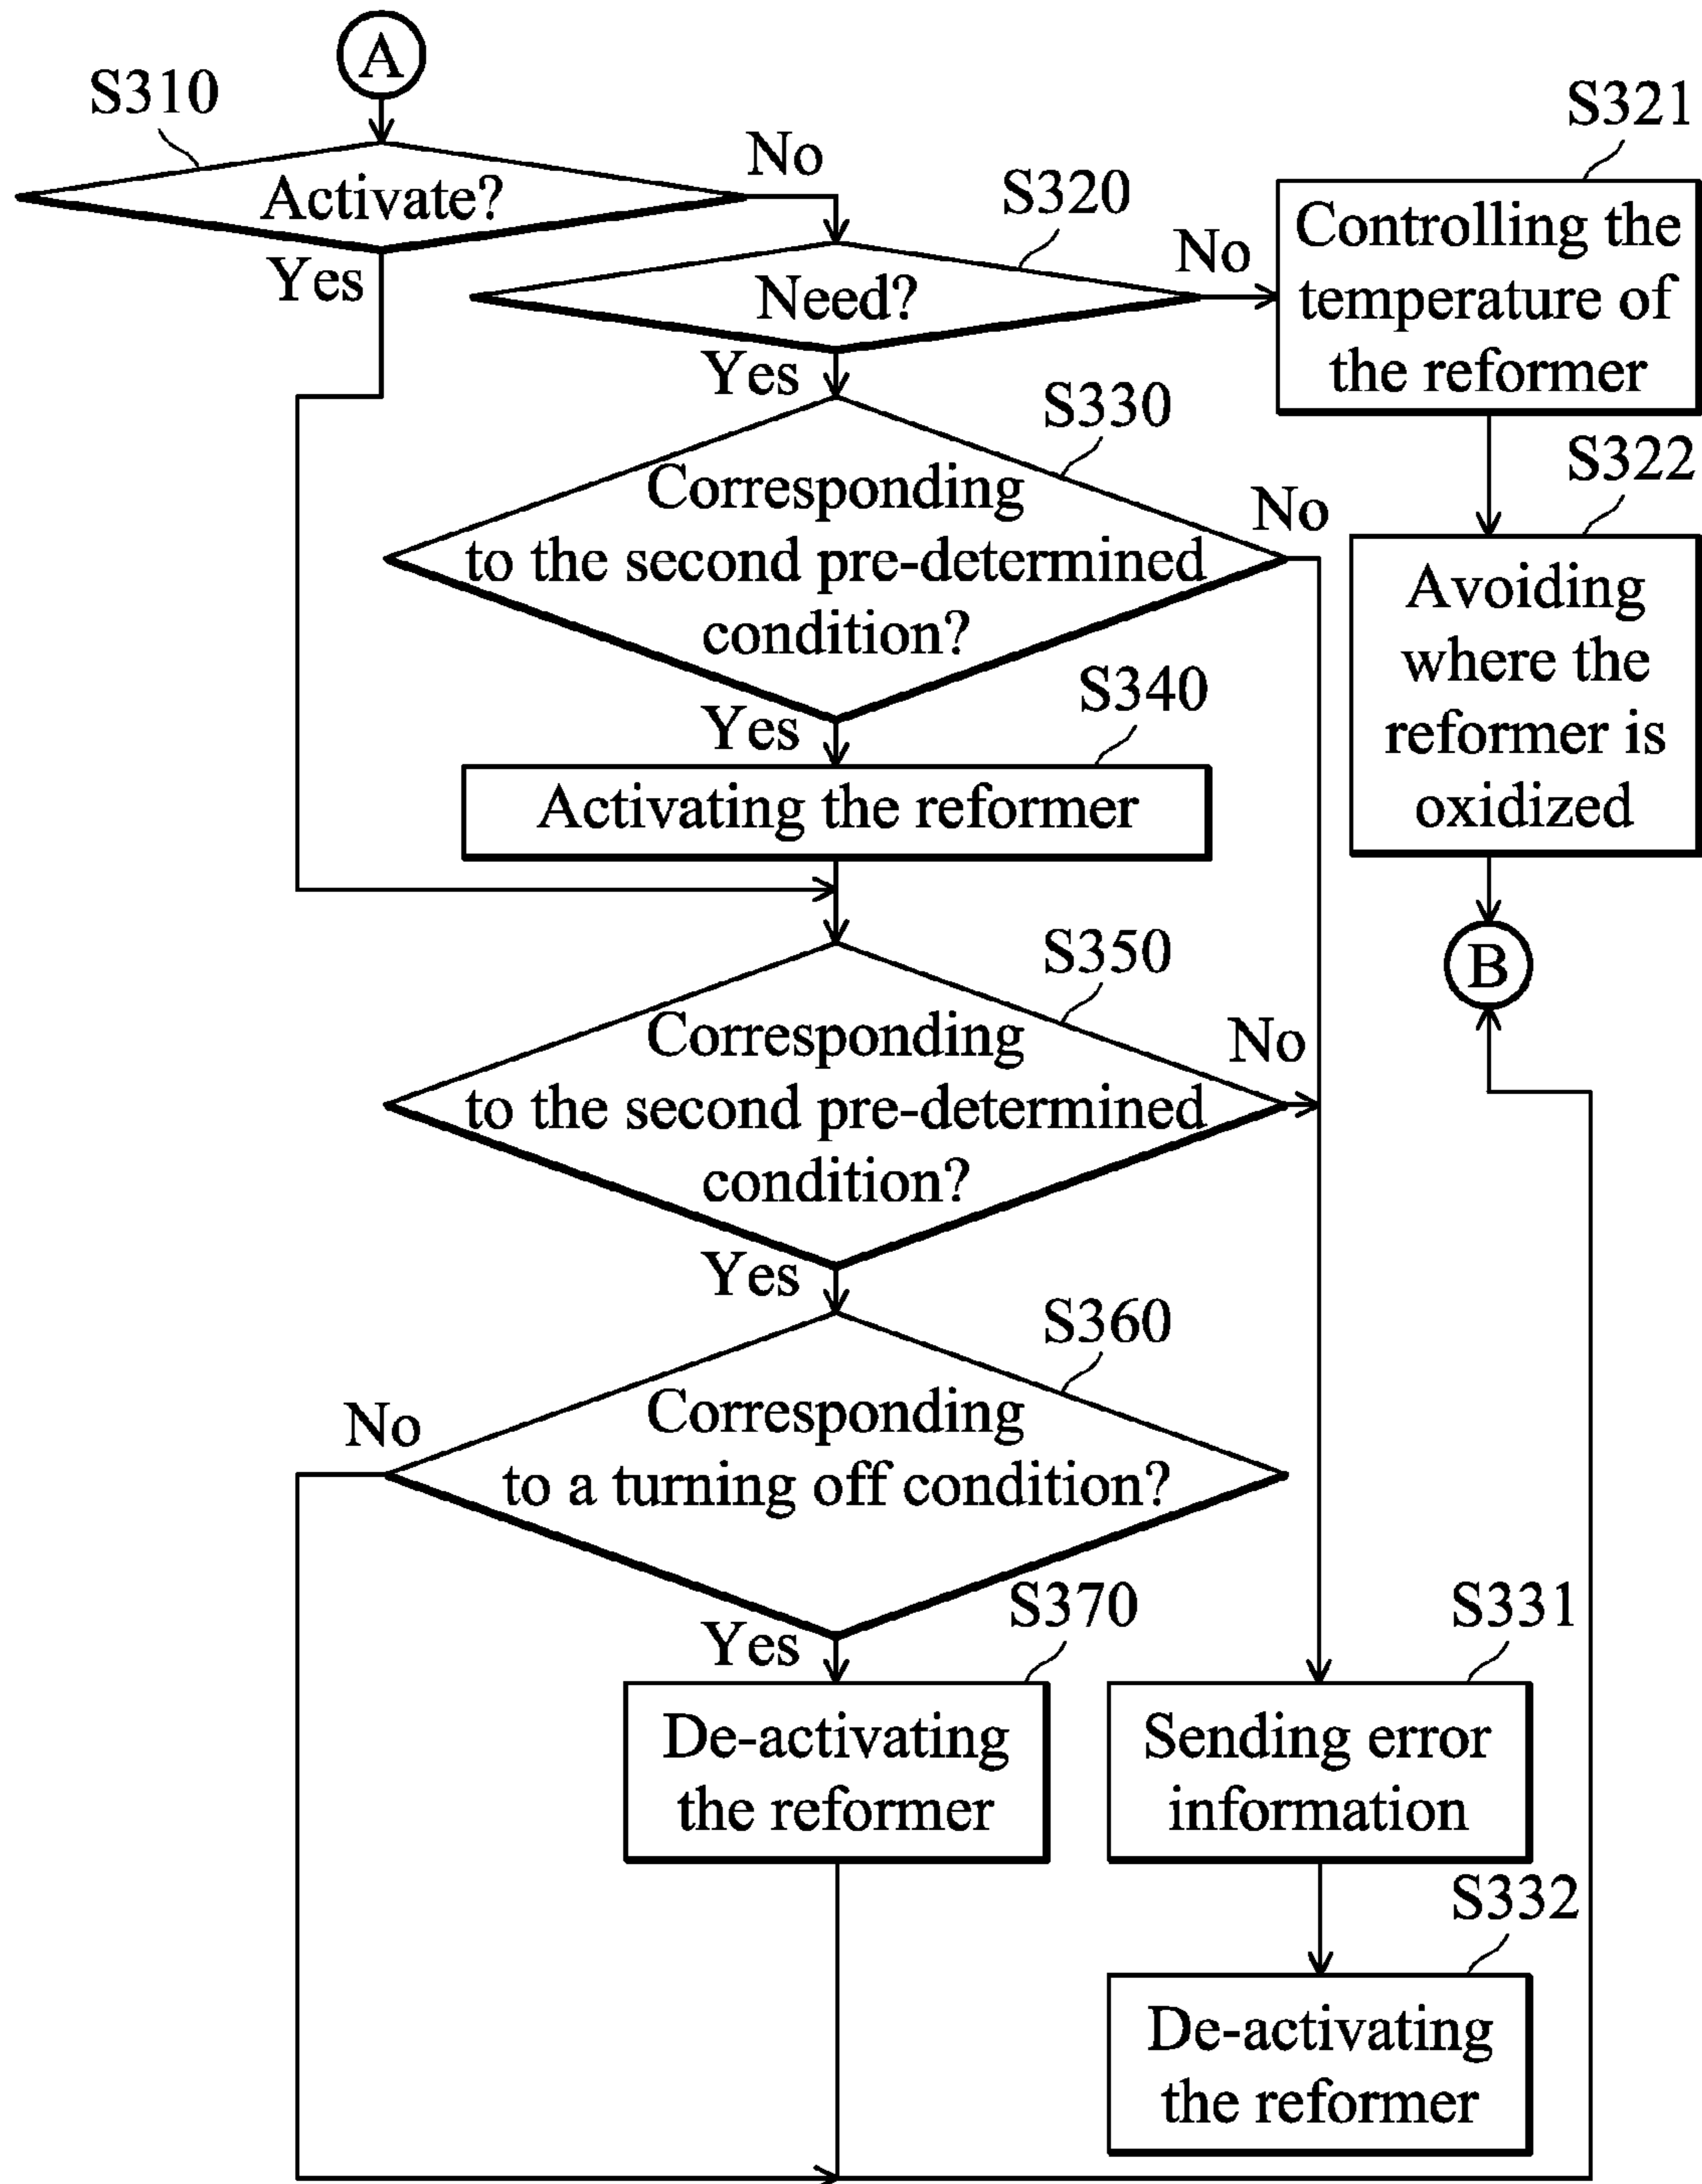 A
S310
Activate?
No
Yes
S320
Need?
No
Yes
S321
Controlling the
temperature of
the reformer
S322
Avoiding
where the
reformer is
oxidized
B
S330
Corresponding
to the second pre-determined
condition?
No
Yes
S340
Activating the reformer
S350
Corresponding
to the second pre-determined
condition?
No
Yes
S360
Corresponding
to a turning off condition?
No
Yes
S370
De-activating
the reformer
S331
Sending error
information
S332
De-activating
the reformer